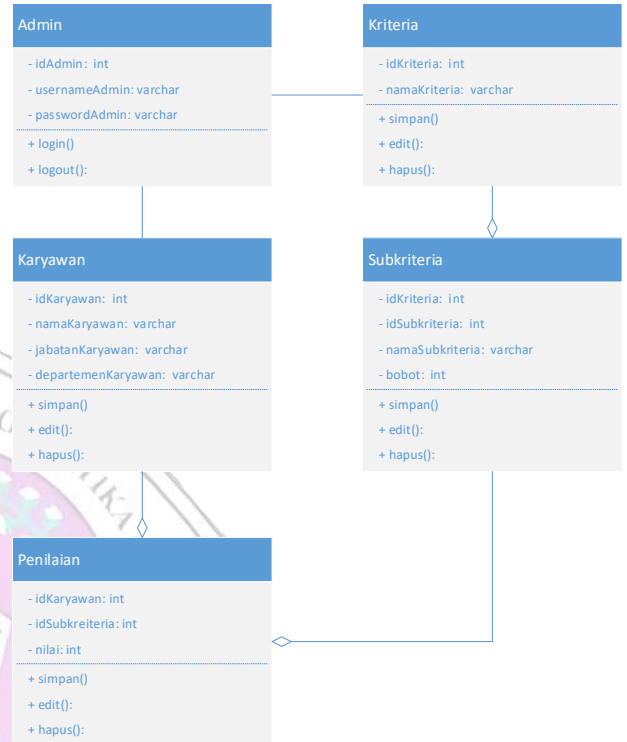 Admin
- idAdmin: int
- usernameAdmin: varchar
- passwordAdmin: varchar
+ login()
+ logout():
Kriteria
- idKriteria: int
- namaKriteria: varchar
+ simpan()
+ edit():
+ hapus():
Karyawan
- idKaryawan: int
- namaKaryawan: varchar
- jabatanKaryawan: varchar
- departemenKaryawan: varchar
+ simpan()
+ edit():
+ hapus():
Subkriteria
- idKriteria: int
- idSubkriteria: int
- namaSubkriteria: varchar
- bobot: int
+ simpan()
+ edit():
+ hapus():
Penilaian
- idKaryawan: int
- idSubkreiteria: int
- nilai: int
+ simpan()
+ edit():
+ hapus():